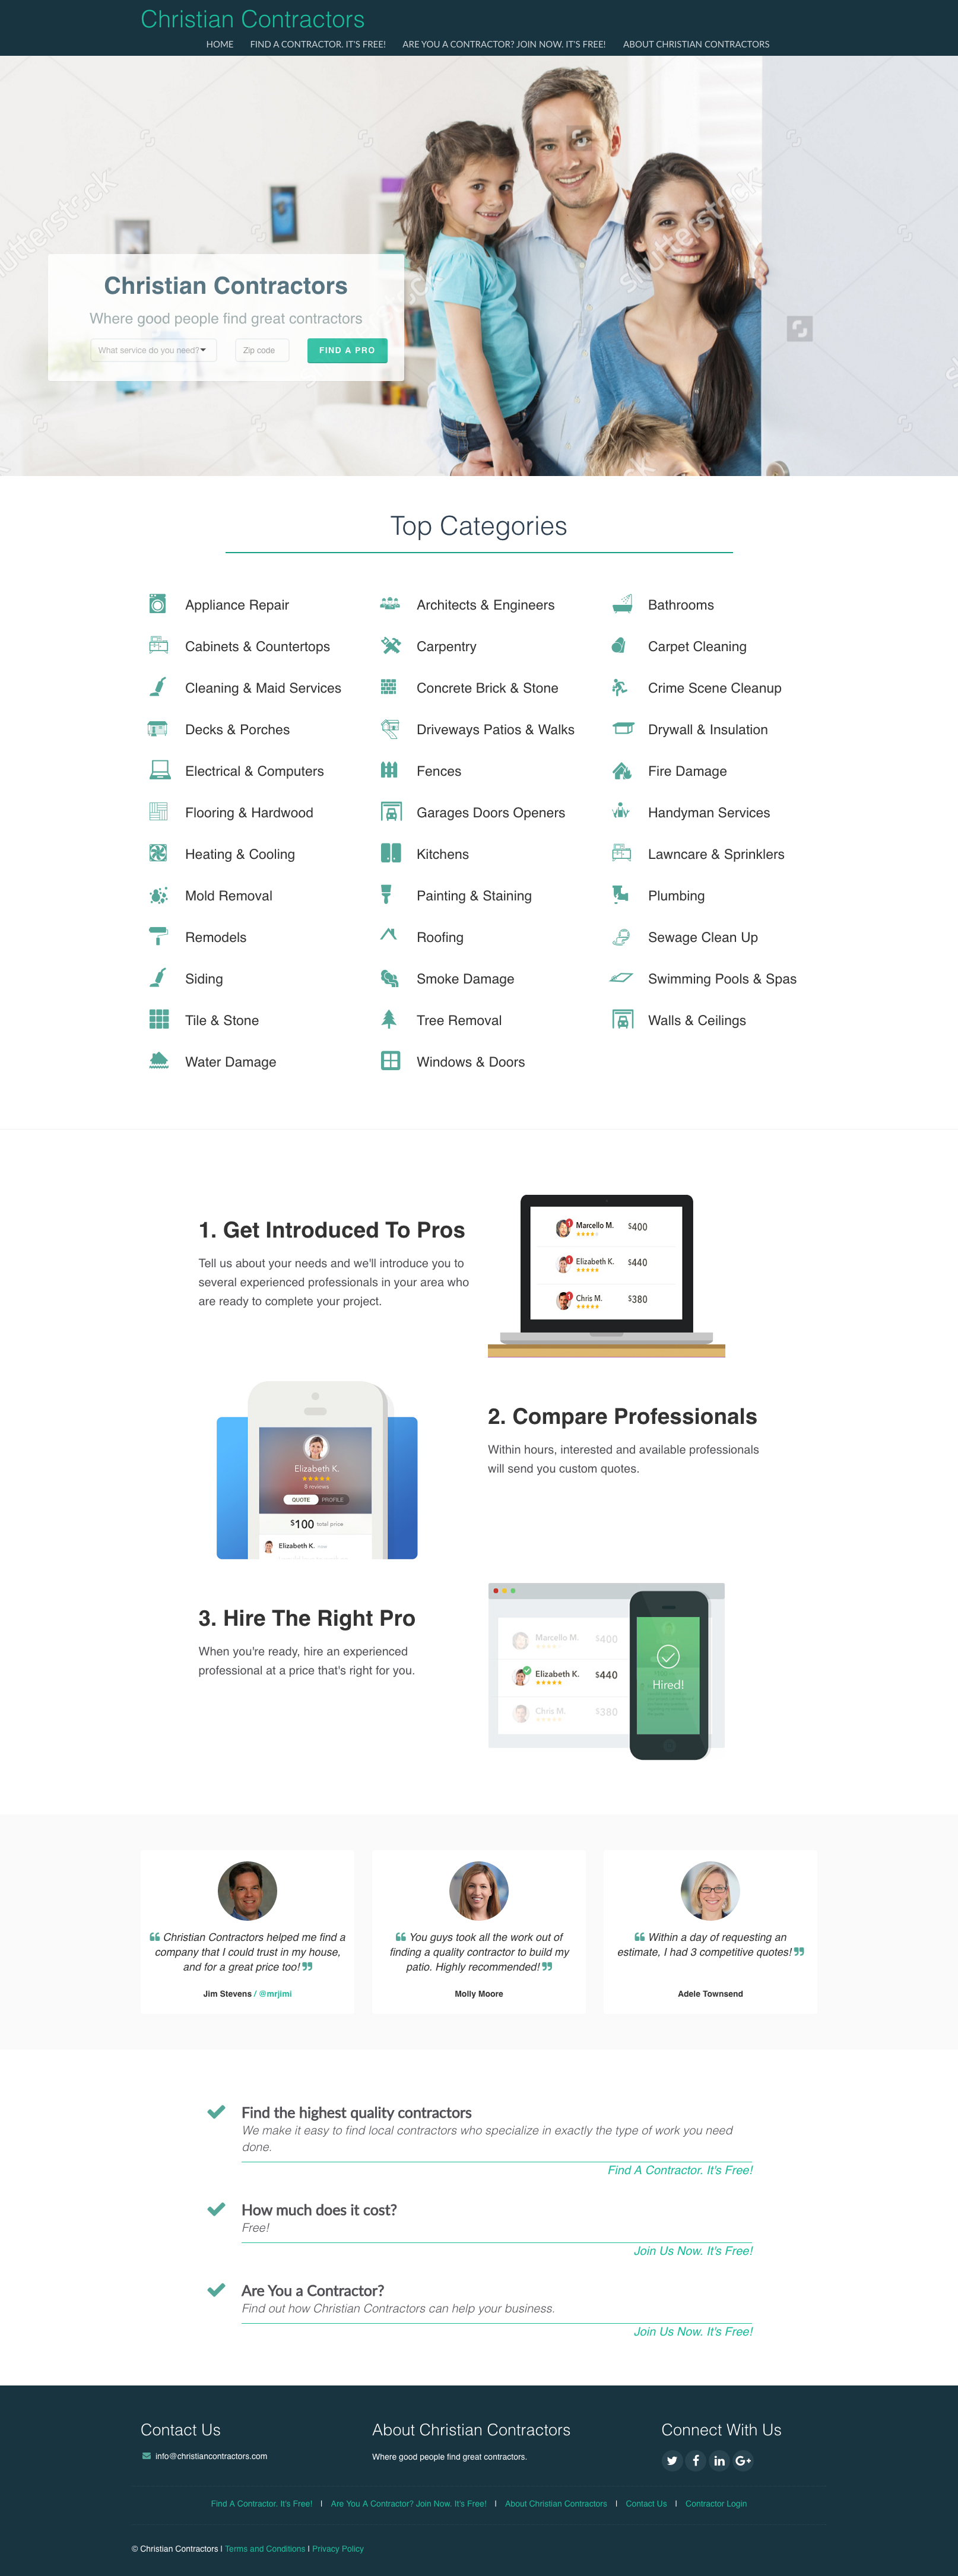 Christian Contractors
HOME FIND A CONTRACTOR. IT'S FREE! ARE YOU A CONTRACTOR? JOIN NOW. IT'S FREE! ABOUT CHRISTIAN CONTRACTORS
shutterstock
Christian Contractors
Where good people find great contractors
What service do you need? Zip code FIND A PRO
Top Categories
Appliance Repair Architects & Engineers Bathrooms
Cabinets & Countertops Carpentry Carpet Cleaning
Cleaning & Maid Services Concrete Brick & Stone Crime Scene Cleanup
Decks & Porches Driveways Patios & Walks Drywall & Insulation
Electrical & Computers Fences Fire Damage
Flooring & Hardwood Garages Doors Openers Handyman Services
Heating & Cooling Kitchens Lawncare & Sprinklers
Mold Removal Painting & Staining Plumbing
Remodels Roofing Sewage Clean Up
Siding Smoke Damage Swimming Pools & Spas
Tile & Stone Tree Removal Walls & Ceilings
Water Damage Windows & Doors
1. Get Introduced To Pros
Tell us about your needs and we'll introduce you to
several experienced professionals in your area who
are ready to complete your project.
1 Marcello M. $400
1 Elizabeth K. $440
1 Chris M. $380
Elizabeth K.
8 reviews
QUOTE PROFILE
$100 total price
Elizabeth K. now
2. Compare Professionals
Within hours, interested and available professionals
will send you custom quotes.
3. Hire The Right Pro
When you're ready, hire an experienced
professional at a price that's right for you.
Marcello M. $400
Elizabeth K. $440
Chris M. $380
Hired!
❝ Christian Contractors helped me find a
company that I could trust in my house,
and for a great price too! ❞
Jim Stevens / @mrjimi
❝ You guys took all the work out of
finding a quality contractor to build my
patio. Highly recommended! ❞
Molly Moore
❝ Within a day of requesting an
estimate, I had 3 competitive quotes! ❞
Adele Townsend
Find the highest quality contractors
We make it easy to find local contractors who specialize in exactly the type of work you need
done.
Find A Contractor. It's Free!
How much does it cost?
Free!
Join Us Now. It's Free!
Are You a Contractor?
Find out how Christian Contractors can help your business.
Join Us Now. It's Free!
Contact Us
info@christiancontractors.com
About Christian Contractors
Where good people find great contractors.
Connect With Us
Find A Contractor. It's Free! | Are You A Contractor? Join Now. It's Free! | About Christian Contractors | Contact Us | Contractor Login
© Christian Contractors | Terms and Conditions | Privacy Policy